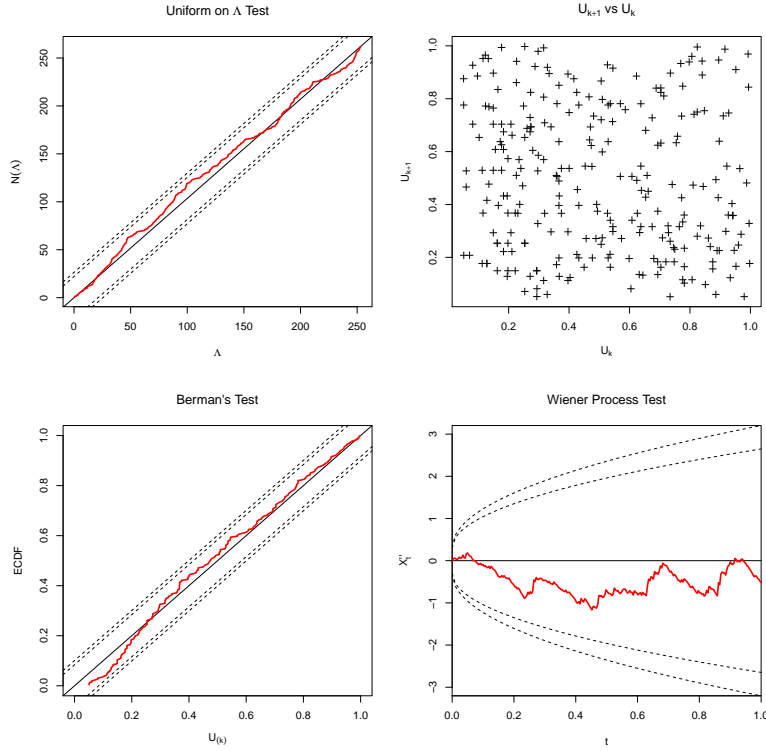 Uniform on Λ Test
N(Λ)
0 50 100 150 200 250
0 50 100 150 200 250
Λ
U_{k+1} vs U_k
U_{k+1}
0.2 0.4 0.6 0.8 1.0
0.2 0.4 0.6 0.8 1.0
U_k
Berman's Test
ECDF
0.0 0.2 0.4 0.6 0.8 1.0
0.0 0.2 0.4 0.6 0.8 1.0
U_{(k)}
Wiener Process Test
-3 -2 -1 0 1 2 3
0.0 0.2 0.4 0.6 0.8 1.0
t